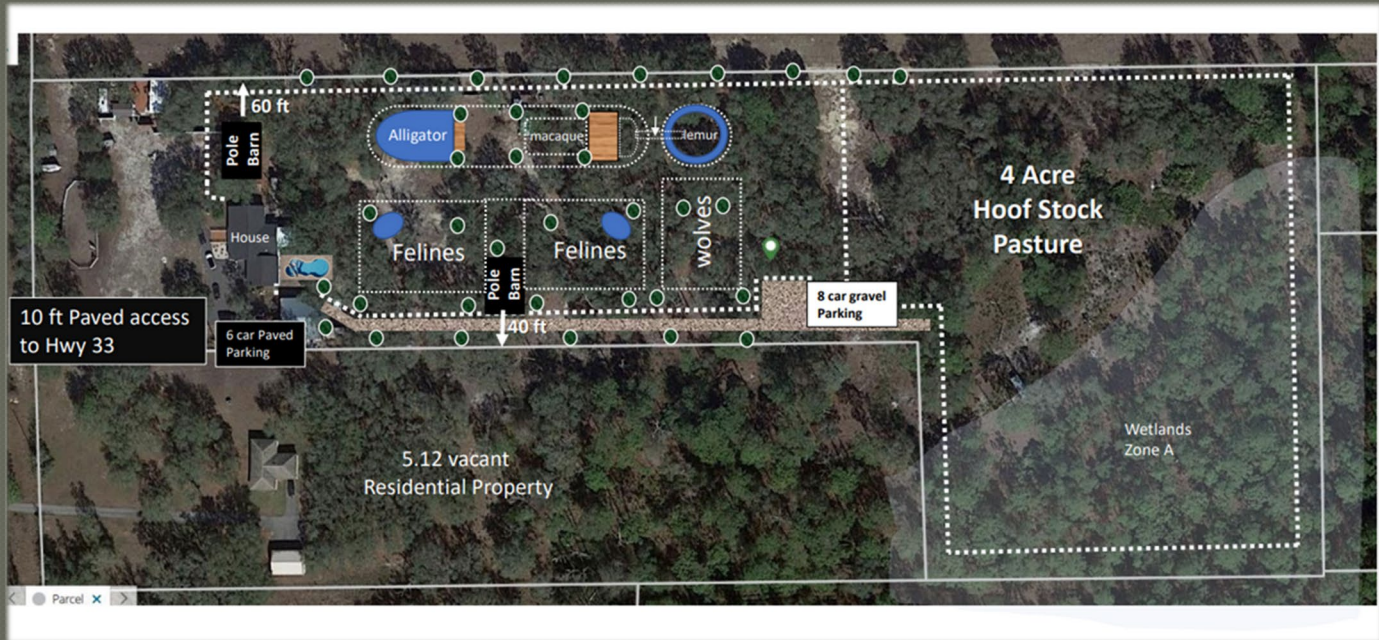 60 ft
Pole
Barn
Alligator
macaque
lemur
4 Acre
Hoof Stock
Pasture
House
Felines
Felines
wolves
Pole
Barn
8 car gravel
Parking
10 ft Paved access
to Hwy 33
6 car Paved
Parking
40 ft
Wetlands
Zone A
5.12 vacant
Residential Property
Parcel